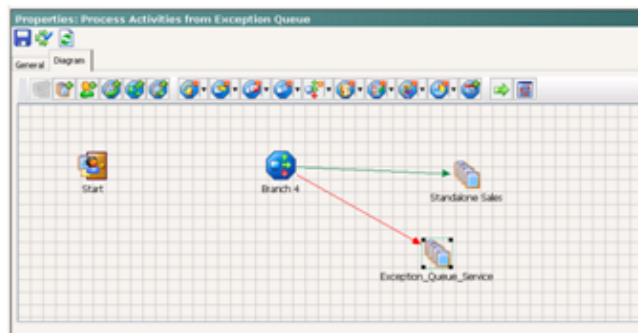 Properties: Process Activities from Exception Queue
General
Diagram
Start
Branch 4
Standalone Sales
Exception_Queue_Service